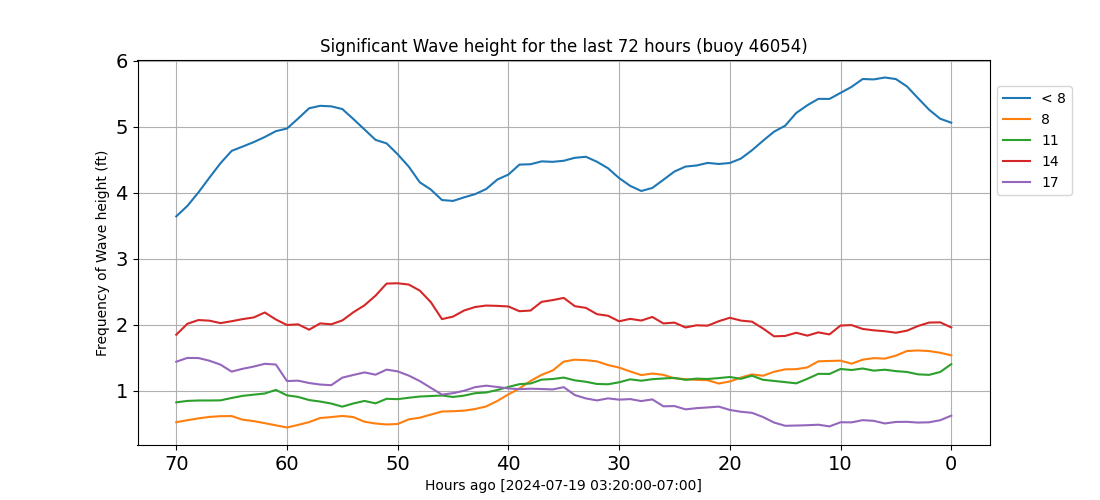 Significant Wave height for the last 72 hours (buoy 46054)
Frequency of Wave height (ft)
6
5
4
3
2
1
70 60 50 40 30 20 10 0
Hours ago [2024-07-19 03:20:00-07:00]
< 8
8
11
14
17